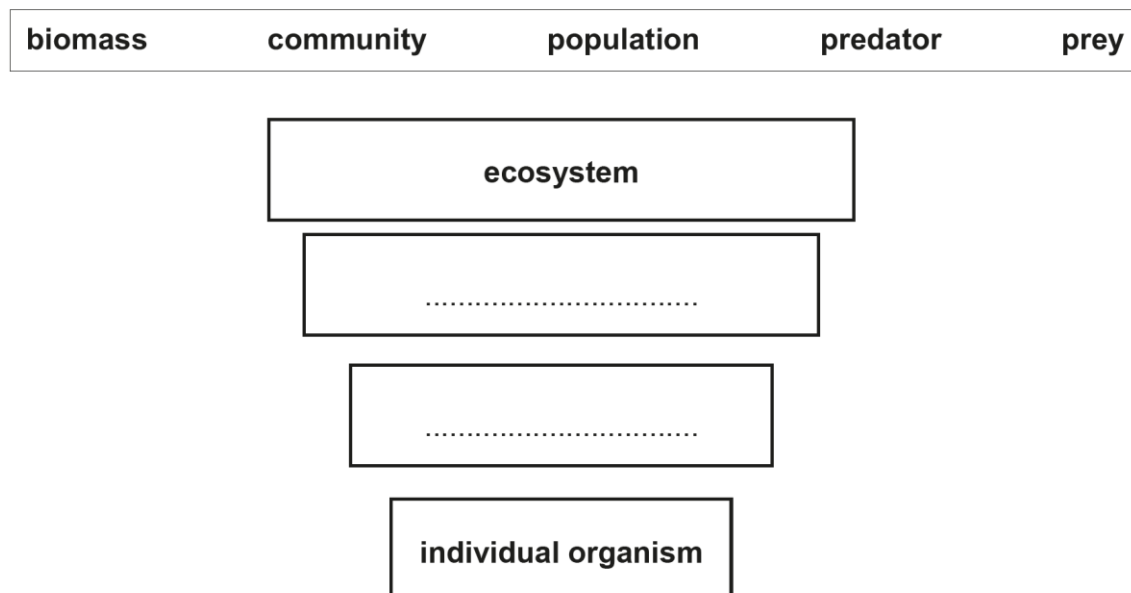 biomass community population predator prey
ecosystem
.................................
.................................
individual organism